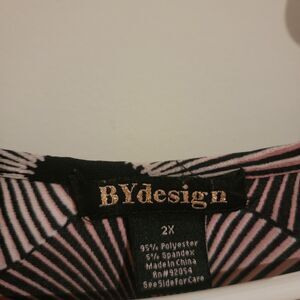 BYdesign
2X
95% Polyester
5% Spandex
Made in China
Rn#92054
See Side For Care